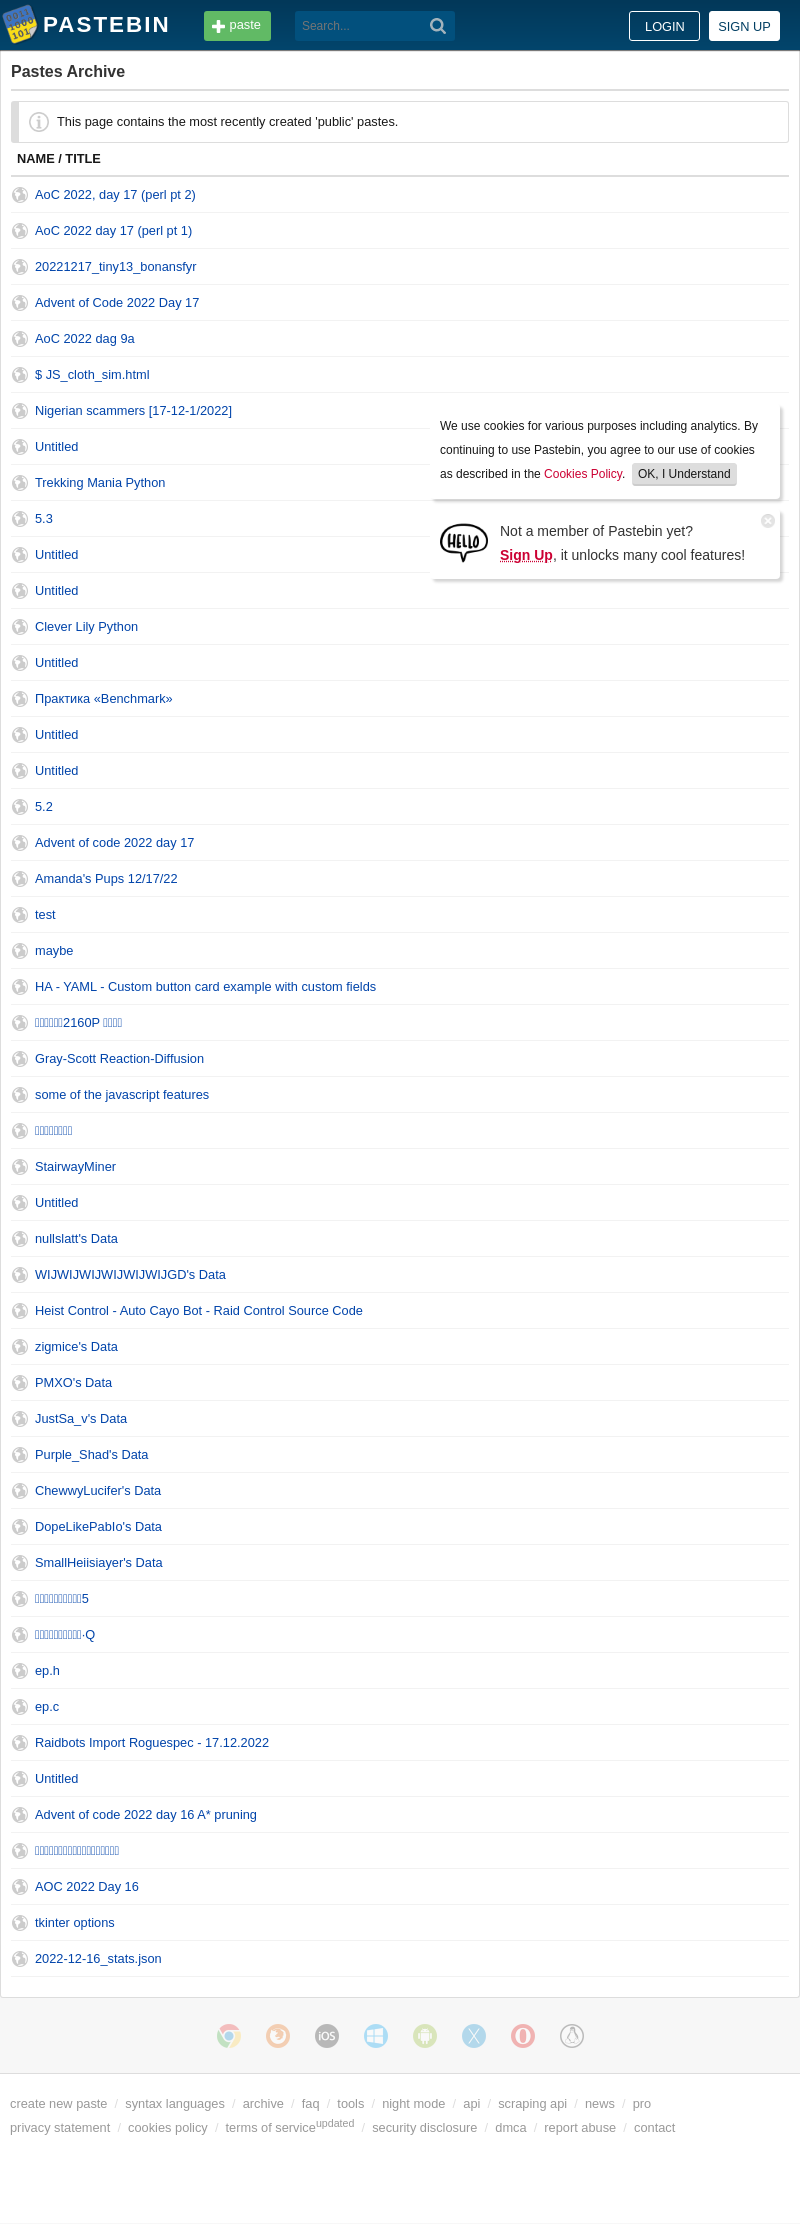 PASTEBIN
paste
Search...
LOGIN
SIGN UP
Pastes Archive
This page contains the most recently created 'public' pastes.
NAME / TITLE
AoC 2022, day 17 (perl pt 2)
AoC 2022 day 17 (perl pt 1)
20221217_tiny13_bonansfyr
Advent of Code 2022 Day 17
AoC 2022 dag 9a
$ JS_cloth_sim.html
Nigerian scammers [17-12-1/2022]
We use cookies for various purposes including analytics. By
continuing to use Pastebin, you agree to our use of cookies
as described in the Cookies Policy. OK, I Understand
Untitled
Trekking Mania Python
5.3
HELLO
Not a member of Pastebin yet?
Sign Up, it unlocks many cool features!
Untitled
Untitled
Clever Lily Python
Untitled
Практика «Benchmark»
Untitled
Untitled
5.2
Advent of code 2022 day 17
Amanda's Pups 12/17/22
test
maybe
HA - YAML - Custom button card example with custom fields
2160P
Gray-Scott Reaction-Diffusion
some of the javascript features
StairwayMiner
Untitled
nullslatt's Data
WIJWIJWIJWIJWIJWIJGD's Data
Heist Control - Auto Cayo Bot - Raid Control Source Code
zigmice's Data
PMXO's Data
JustSa_v's Data
Purple_Shad's Data
ChewwyLucifer's Data
DopeLikePabIo's Data
SmallHeiisiayer's Data
5
·Q
ep.h
ep.c
Raidbots Import Roguespec - 17.12.2022
Untitled
Advent of code 2022 day 16 A* pruning
AOC 2022 Day 16
tkinter options
2022-12-16_stats.json
iOS
create new paste / syntax languages / archive / faq / tools / night mode / api / scraping api / news / pro
privacy statement / cookies policy / terms of service updated / security disclosure / dmca / report abuse / contact